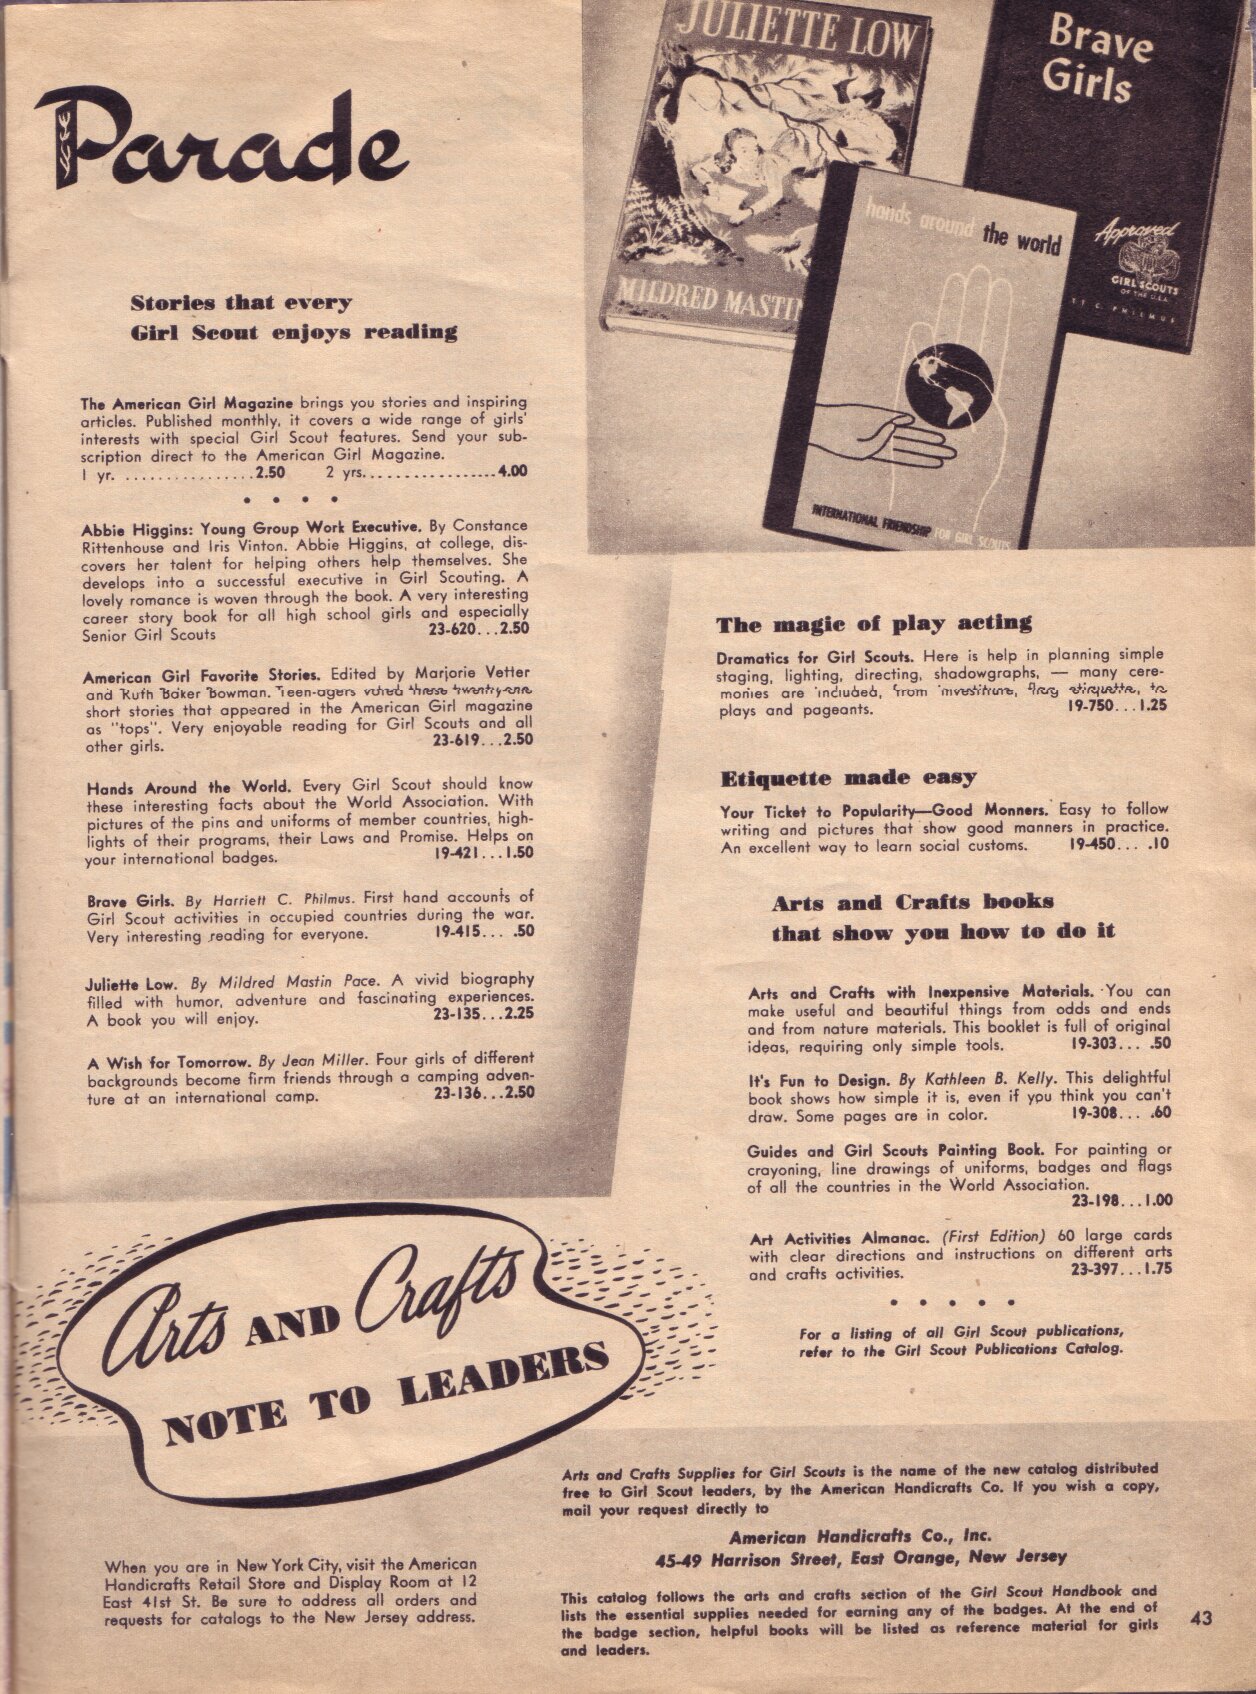 Parade
JULIETTE LOW
MILDRED MASTIN
Brave
Girls
Approved
GIRL SCOUTS
OF THE U.S.A.
TT C. PHILMUS
hands around the world
INTERNATIONAL FRIENDSHIP FOR GIRL SCOUTS
Stories that every
Girl Scout enjoys reading
The American Girl Magazine brings you stories and inspiring
articles. Published monthly, it covers a wide range of girls'
interests with special Girl Scout features. Send your sub-
scription direct to the American Girl Magazine.
1 yr. ................2.50 2 yrs..................4.00
• • • •
Abbie Higgins: Young Group Work Executive. By Constance
Rittenhouse and Iris Vinton. Abbie Higgins, at college, dis-
covers her talent for helping others help themselves. She
develops into a successful executive in Girl Scouting. A
lovely romance is woven through the book. A very interesting
career story book for all high school girls and especially
Senior Girl Scouts 23-620...2.50
American Girl Favorite Stories. Edited by Marjorie Vetter
and Ruth Baker Bowman. Teen-agers voted these twenty-one
short stories that appeared in the American Girl magazine
as "tops". Very enjoyable reading for Girl Scouts and all
other girls. 23-619...2.50
Hands Around the World. Every Girl Scout should know
these interesting facts about the World Association. With
pictures of the pins and uniforms of member countries, high-
lights of their programs, their Laws and Promise. Helps on
your international badges. 19-421...1.50
Brave Girls. By Harriett C. Philmus. First hand accounts of
Girl Scout activities in occupied countries during the war.
Very interesting reading for everyone. 19-415... .50
Juliette Low. By Mildred Mastin Pace. A vivid biography
filled with humor, adventure and fascinating experiences.
A book you will enjoy. 23-135...2.25
A Wish for Tomorrow. By Jean Miller. Four girls of different
backgrounds become firm friends through a camping adven-
ture at an international camp. 23-136...2.50
The magic of play acting
Dramatics for Girl Scouts. Here is help in planning simple
staging, lighting, directing, shadowgraphs, — many cere-
monies are included, from investiture, flag etiquette, to
plays and pageants. 19-750...1.25
Etiquette made easy
Your Ticket to Popularity—Good Monners. Easy to follow
writing and pictures that show good manners in practice.
An excellent way to learn social customs. 19-450... .10
Arts and Crafts books
that show you how to do it
Arts and Crafts with Inexpensive Materials. You can
make useful and beautiful things from odds and ends
and from nature materials. This booklet is full of original
ideas, requiring only simple tools. 19-303... .50
It's Fun to Design. By Kathleen B. Kelly. This delightful
book shows how simple it is, even if you think you can't
draw. Some pages are in color. 19-308... .60
Guides and Girl Scouts Painting Book. For painting or
crayoning, line drawings of uniforms, badges and flags
of all the countries in the World Association.
23-198...1.00
Art Activities Almanac. (First Edition) 60 large cards
with clear directions and instructions on different arts
and crafts activities. 23-397...1.75
• • • • •
For a listing of all Girl Scout publications,
refer to the Girl Scout Publications Catalog.
Arts AND Crafts
NOTE TO LEADERS
When you are in New York City, visit the American
Handicrafts Retail Store and Display Room at 12
East 41st St. Be sure to address all orders and
requests for catalogs to the New Jersey address.
Arts and Crafts Supplies for Girl Scouts is the name of the new catalog distributed
free to Girl Scout leaders, by the American Handicrafts Co. If you wish a copy,
mail your request directly to
American Handicrafts Co., Inc.
45-49 Harrison Street, East Orange, New Jersey
This catalog follows the arts and crafts section of the Girl Scout Handbook and
lists the essential supplies needed for earning any of the badges. At the end of
the badge section, helpful books will be listed as reference material for girls
and leaders.
43